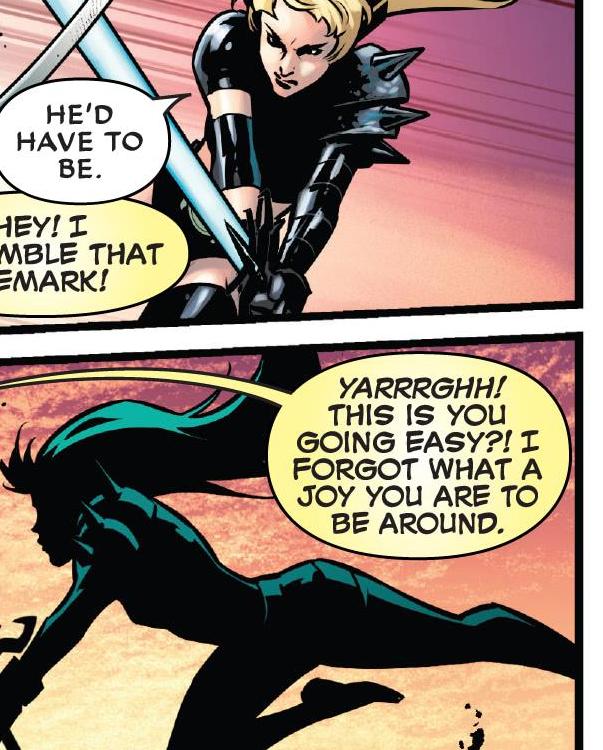 HE'D
HAVE TO
BE.
HEY! I
MBLE THAT
EMARK!
YARRRGHH!
THIS IS YOU
GOING EASY?! I
FORGOT WHAT A
JOY YOU ARE TO
BE AROUND.